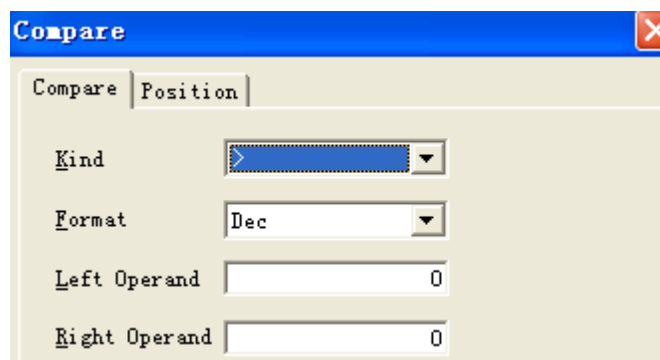 Compare
Compare Position
Kind >
Format Dec
Left Operand 0
Right Operand 0